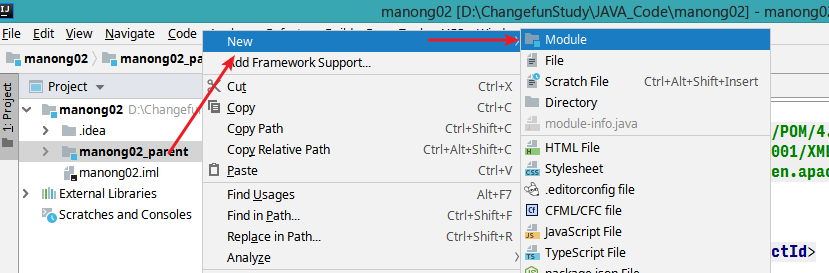 manong02 [D:\ChangefunStudy\JAVA_Code\manong02] - manong0
File Edit View Navigate Code
manong02 manong02_pa
1: Project
Project
manong02 D:\Changef
.idea
manong02_parent
manong02.iml
External Libraries
Scratches and Consoles
New
Add Framework Support...
Cut Ctrl+X
Copy Ctrl+C
Copy Path Ctrl+Shift+C
Copy Relative Path Ctrl+Alt+Shift+C
Paste Ctrl+V
Find Usages Alt+F7
Find in Path... Ctrl+Shift+F
Replace in Path... Ctrl+Shift+R
Analyze
Module
File
Scratch File Ctrl+Alt+Shift+Insert
Directory
module-info.java
HTML File
Stylesheet
.editorconfig file
CFML/CFC file
JavaScript File
TypeScript File
package.json File
/POM/4.
001/XML
en.apac
ctId>